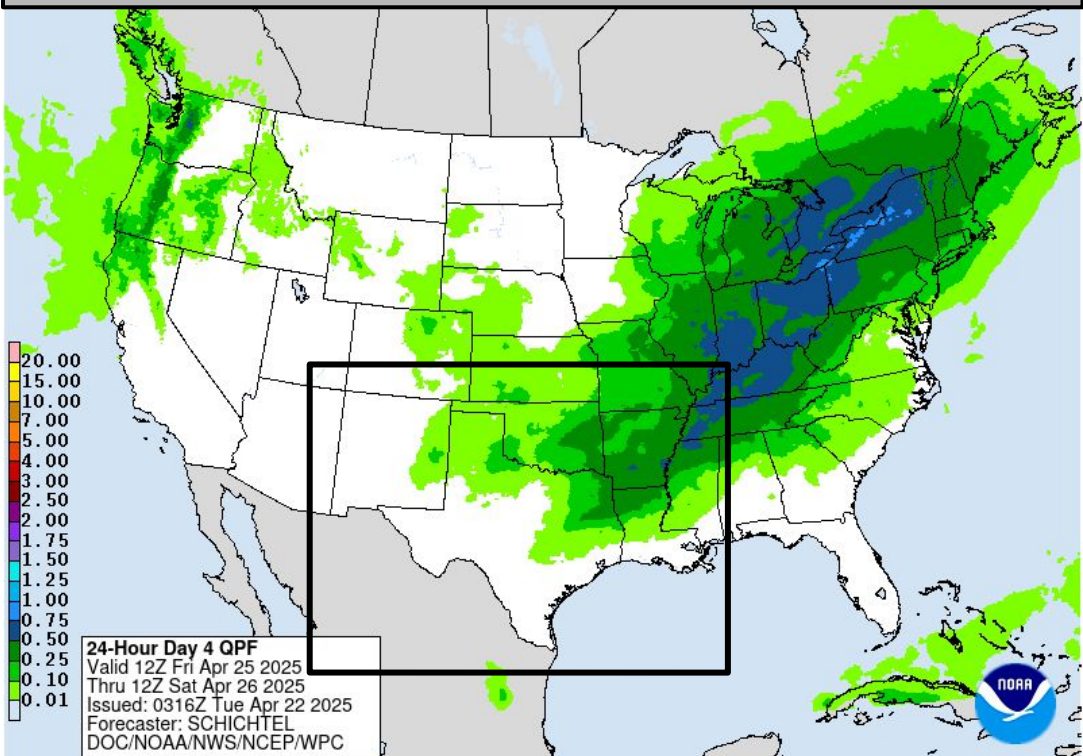 20.00
15.00
10.00
7.00
5.00
4.00
3.00
2.50
2.00
1.75
1.50
1.25
1.00
0.75
0.50
0.25
0.10
0.01
24-Hour Day 4 QPF
Valid 12Z Fri Apr 25 2025
Thru 12Z Sat Apr 26 2025
Issued: 0316Z Tue Apr 22 2025
Forecaster: SCHICHTEL
DOC/NOAA/NWS/NCEP/WPC
NOAA